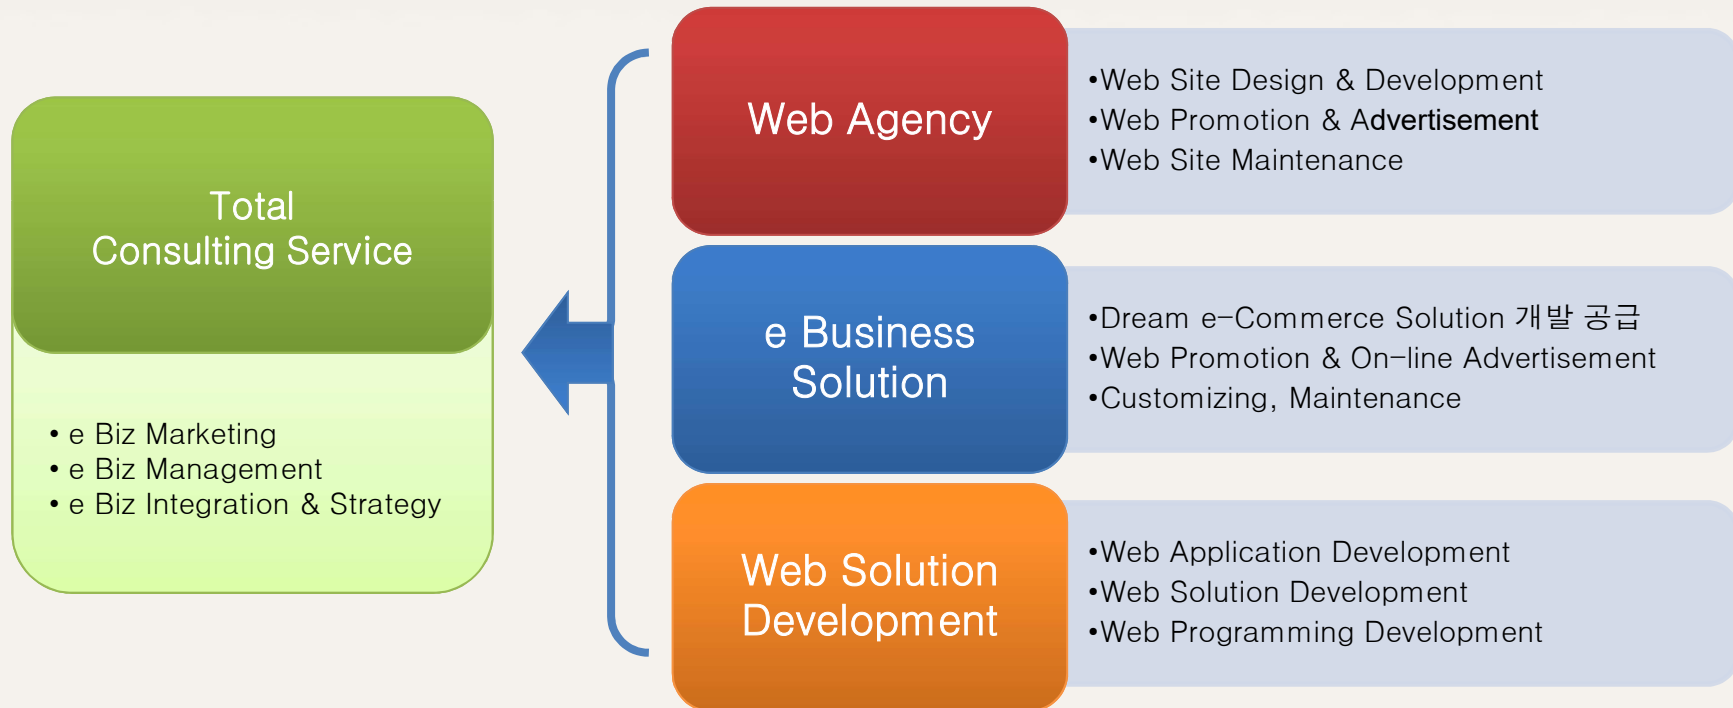 Total
Consulting Service
• e Biz Marketing
• e Biz Management
• e Biz Integration & Strategy
Web Agency
•Web Site Design & Development
•Web Promotion & Advertisement
•Web Site Maintenance
e Business
Solution
•Dream e-Commerce Solution 개발 공급
•Web Promotion & On-line Advertisement
•Customizing, Maintenance
Web Solution
Development
•Web Application Development
•Web Solution Development
•Web Programming Development